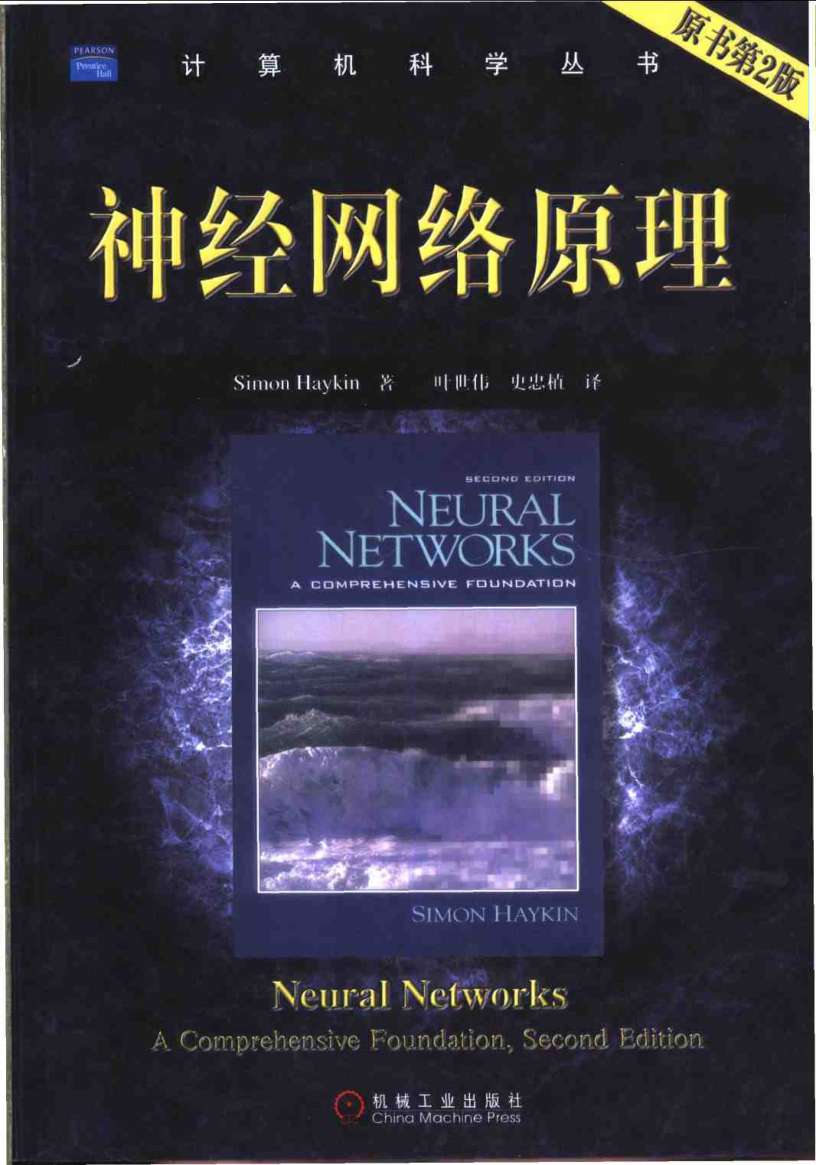 原书第2版
PEARSON
Prentice
Hall
计算机科学丛书
神经网络原理
Simon Haykin 著 叶世伟 史忠植 译
SECOND EDITION
NEURAL
NETWORKS
A COMPREHENSIVE FOUNDATION
SIMON HAYKIN
Neural Networks
A Comprehensive Foundation, Second Edition
机械工业出版社
China Machine Press